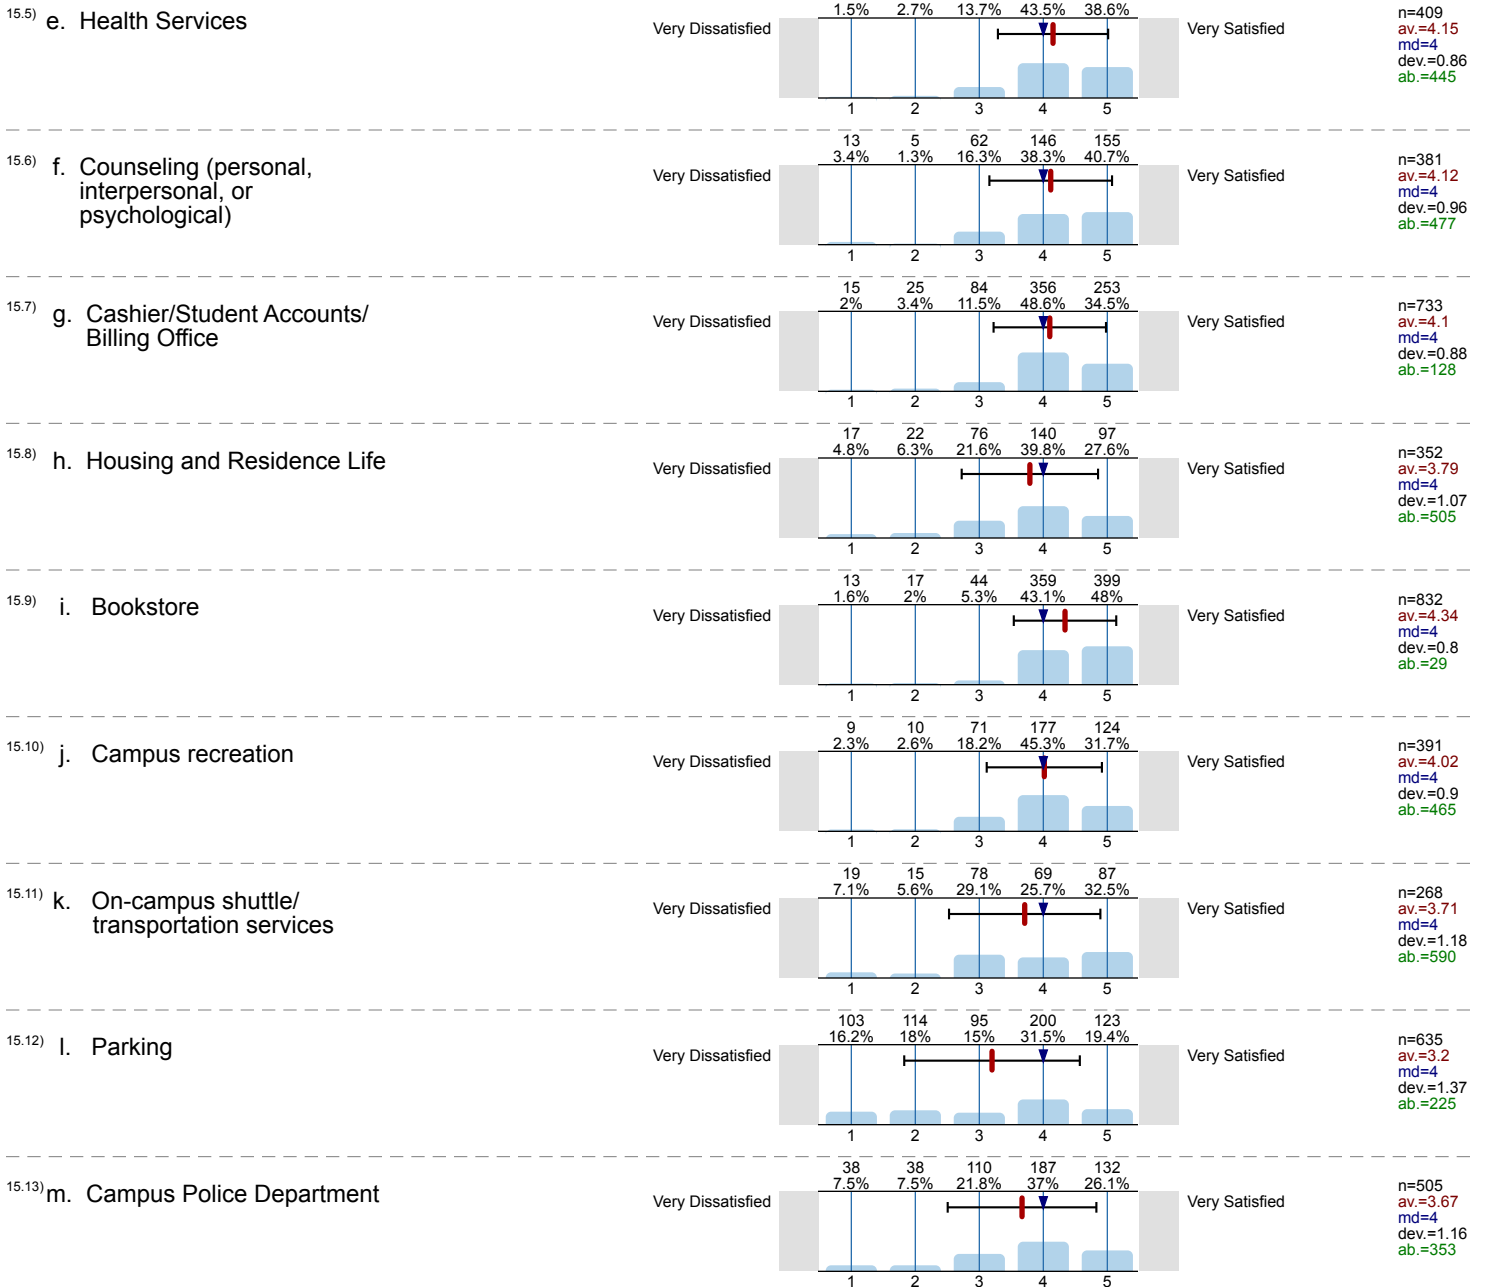 15.5) e. Health Services
1.5% 2.7% 13.7% 43.5% 38.6%
Very Dissatisfied Very Satisfied
1 2 3 4 5
n=409
av.=4.15
md=4
dev.=0.86
ab.=445
15.6) f. Counseling (personal,
interpersonal, or
psychological)
13 5 62 146 155
3.4% 1.3% 16.3% 38.3% 40.7%
Very Dissatisfied Very Satisfied
1 2 3 4 5
n=381
av.=4.12
md=4
dev.=0.96
ab.=477
15.7) g. Cashier/Student Accounts/
Billing Office
15 25 84 356 253
2% 3.4% 11.5% 48.6% 34.5%
Very Dissatisfied Very Satisfied
1 2 3 4 5
n=733
av.=4.1
md=4
dev.=0.88
ab.=128
15.8) h. Housing and Residence Life
17 22 76 140 97
4.8% 6.3% 21.6% 39.8% 27.6%
Very Dissatisfied Very Satisfied
1 2 3 4 5
n=352
av.=3.79
md=4
dev.=1.07
ab.=505
15.9) i. Bookstore
13 17 44 359 399
1.6% 2% 5.3% 43.1% 48%
Very Dissatisfied Very Satisfied
1 2 3 4 5
n=832
av.=4.34
md=4
dev.=0.8
ab.=29
15.10) j. Campus recreation
9 10 71 177 124
2.3% 2.6% 18.2% 45.3% 31.7%
Very Dissatisfied Very Satisfied
1 2 3 4 5
n=391
av.=4.02
md=4
dev.=0.9
ab.=465
15.11) k. On-campus shuttle/
transportation services
19 15 78 69 87
7.1% 5.6% 29.1% 25.7% 32.5%
Very Dissatisfied Very Satisfied
1 2 3 4 5
n=268
av.=3.71
md=4
dev.=1.18
ab.=590
15.12) l. Parking
103 114 95 200 123
16.2% 18% 15% 31.5% 19.4%
Very Dissatisfied Very Satisfied
1 2 3 4 5
n=635
av.=3.2
md=4
dev.=1.37
ab.=225
15.13) m. Campus Police Department
38 38 110 187 132
7.5% 7.5% 21.8% 37% 26.1%
Very Dissatisfied Very Satisfied
1 2 3 4 5
n=505
av.=3.67
md=4
dev.=1.16
ab.=353